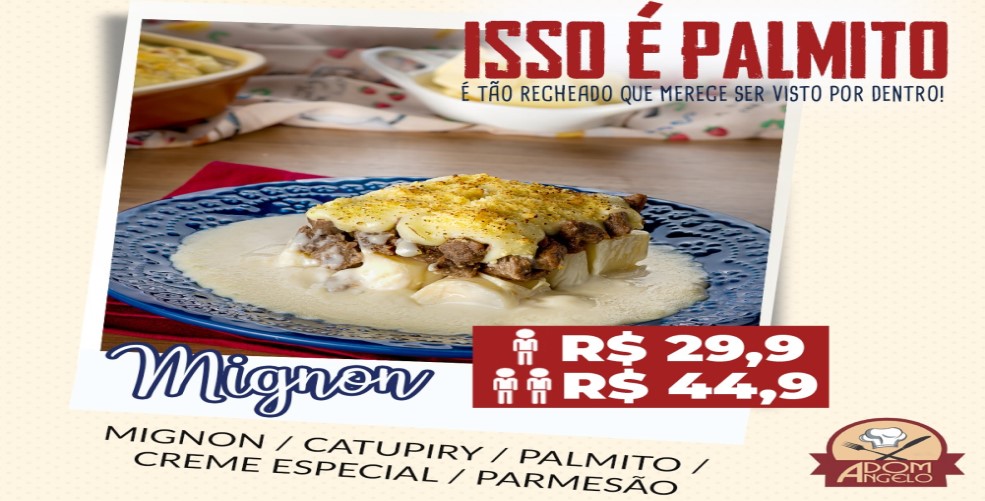 ISSO É PALMITO
É TÃO RECHEADO QUE MERECE SER VISTO POR DENTRO!
R$ 29,9
R$ 44,9
Mignon
MIGNON / CATUPIRY / PALMITO /
CREME ESPECIAL / PARMESÃO
DOM
ANGELO